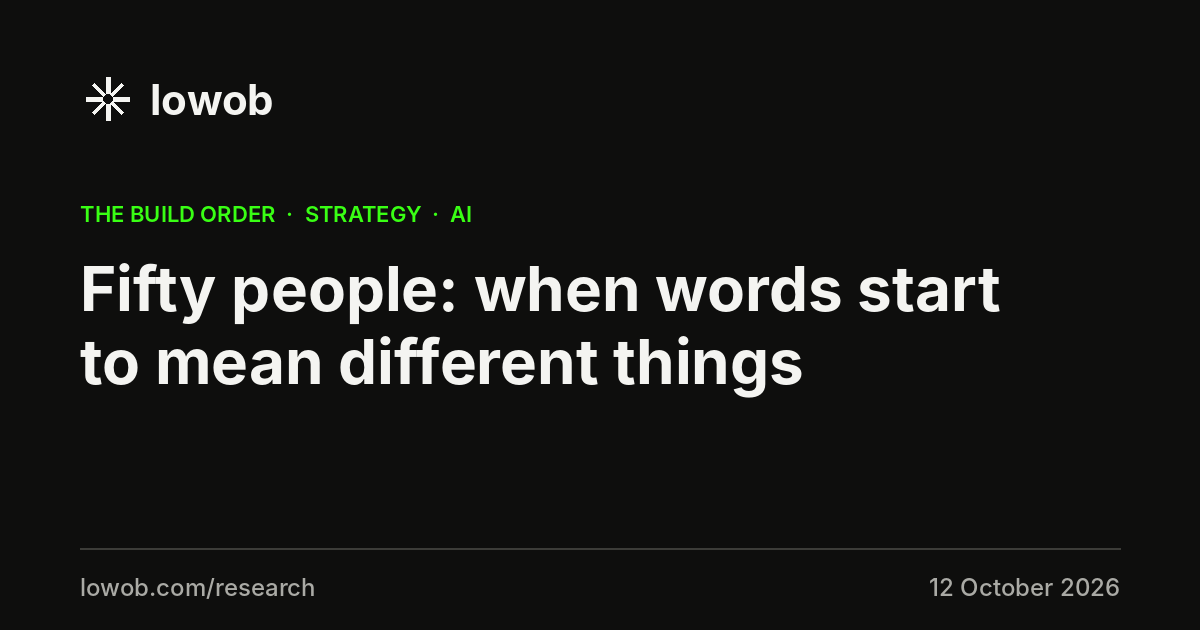 lowob
THE BUILD ORDER · STRATEGY · AI
Fifty people: when words start
to mean different things
lowob.com/research
12 October 2026